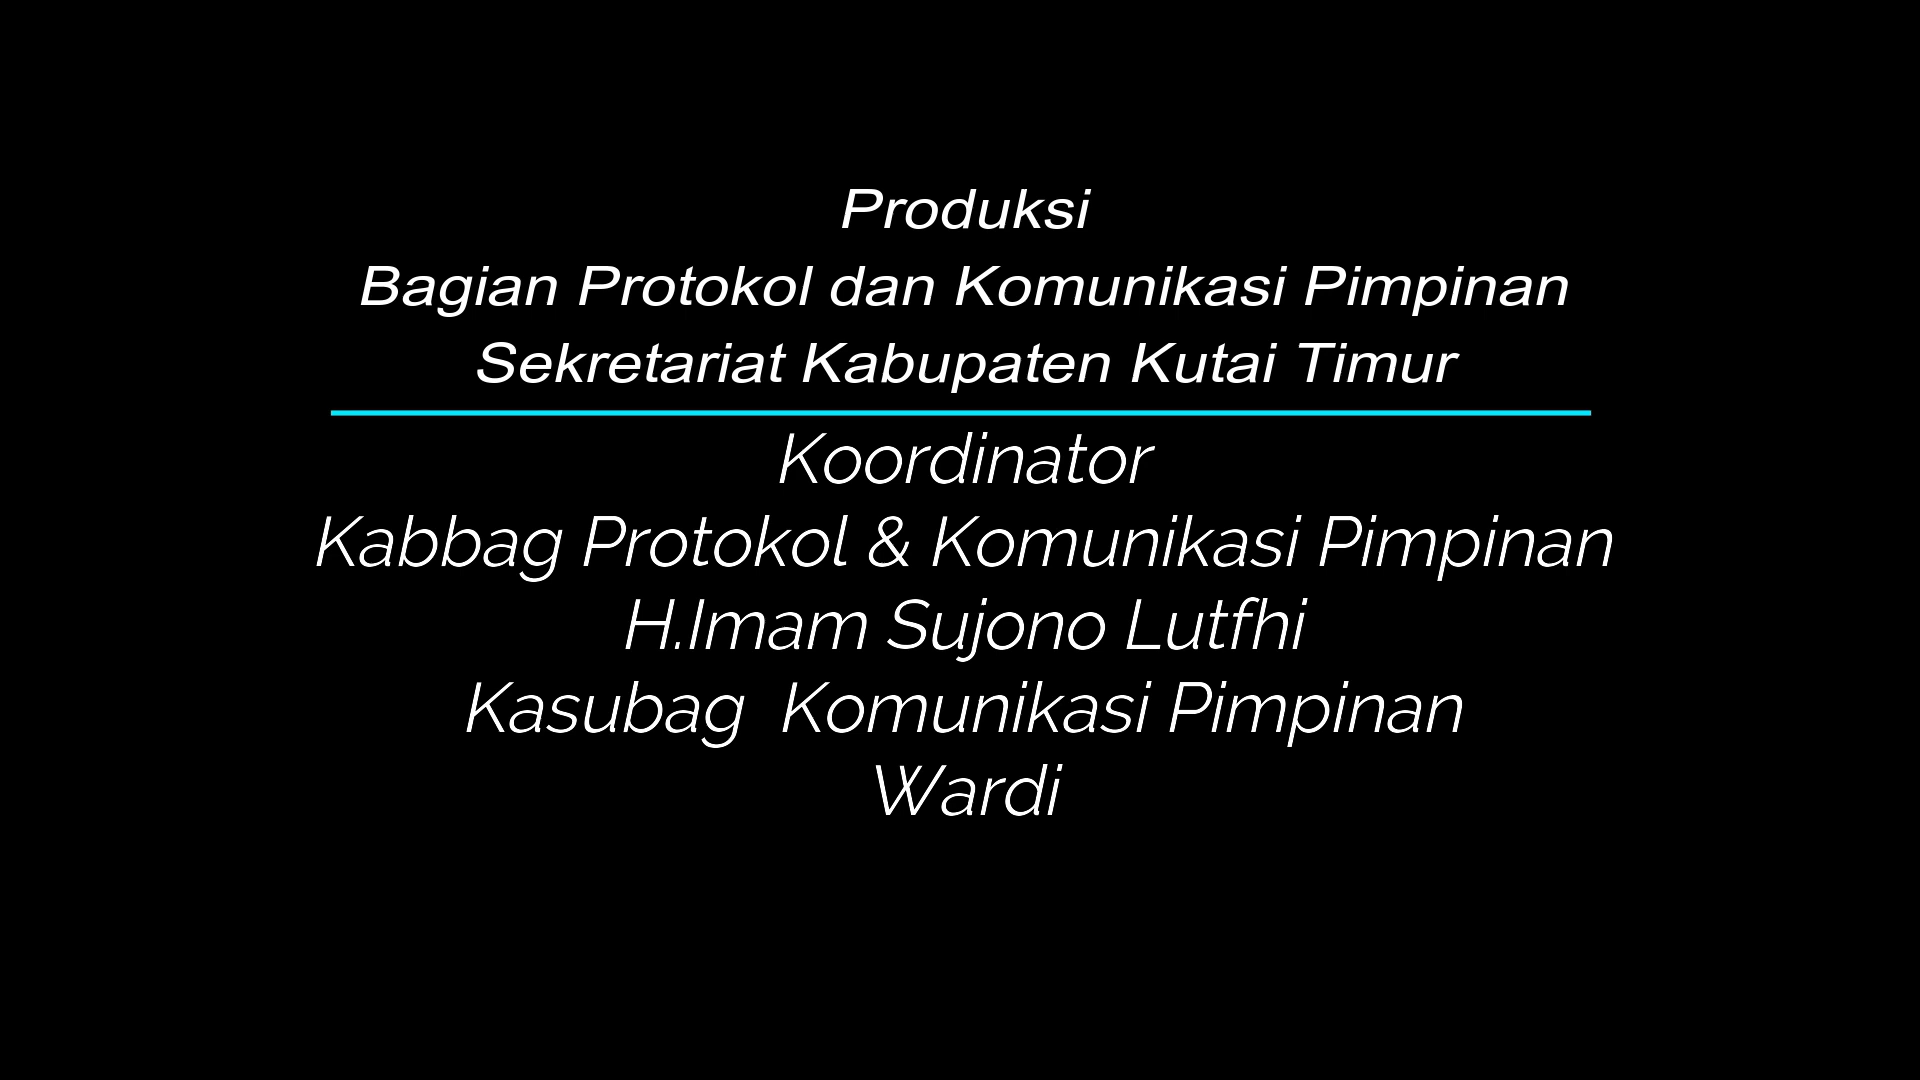 Produksi
Bagian Protokol dan Komunikasi Pimpinan
Sekretariat Kabupaten Kutai Timur
Koordinator
Kabbag Protokol & Komunikasi Pimpinan
H.Imam Sujono Lutfhi
Kasubag  Komunikasi Pimpinan
Wardi